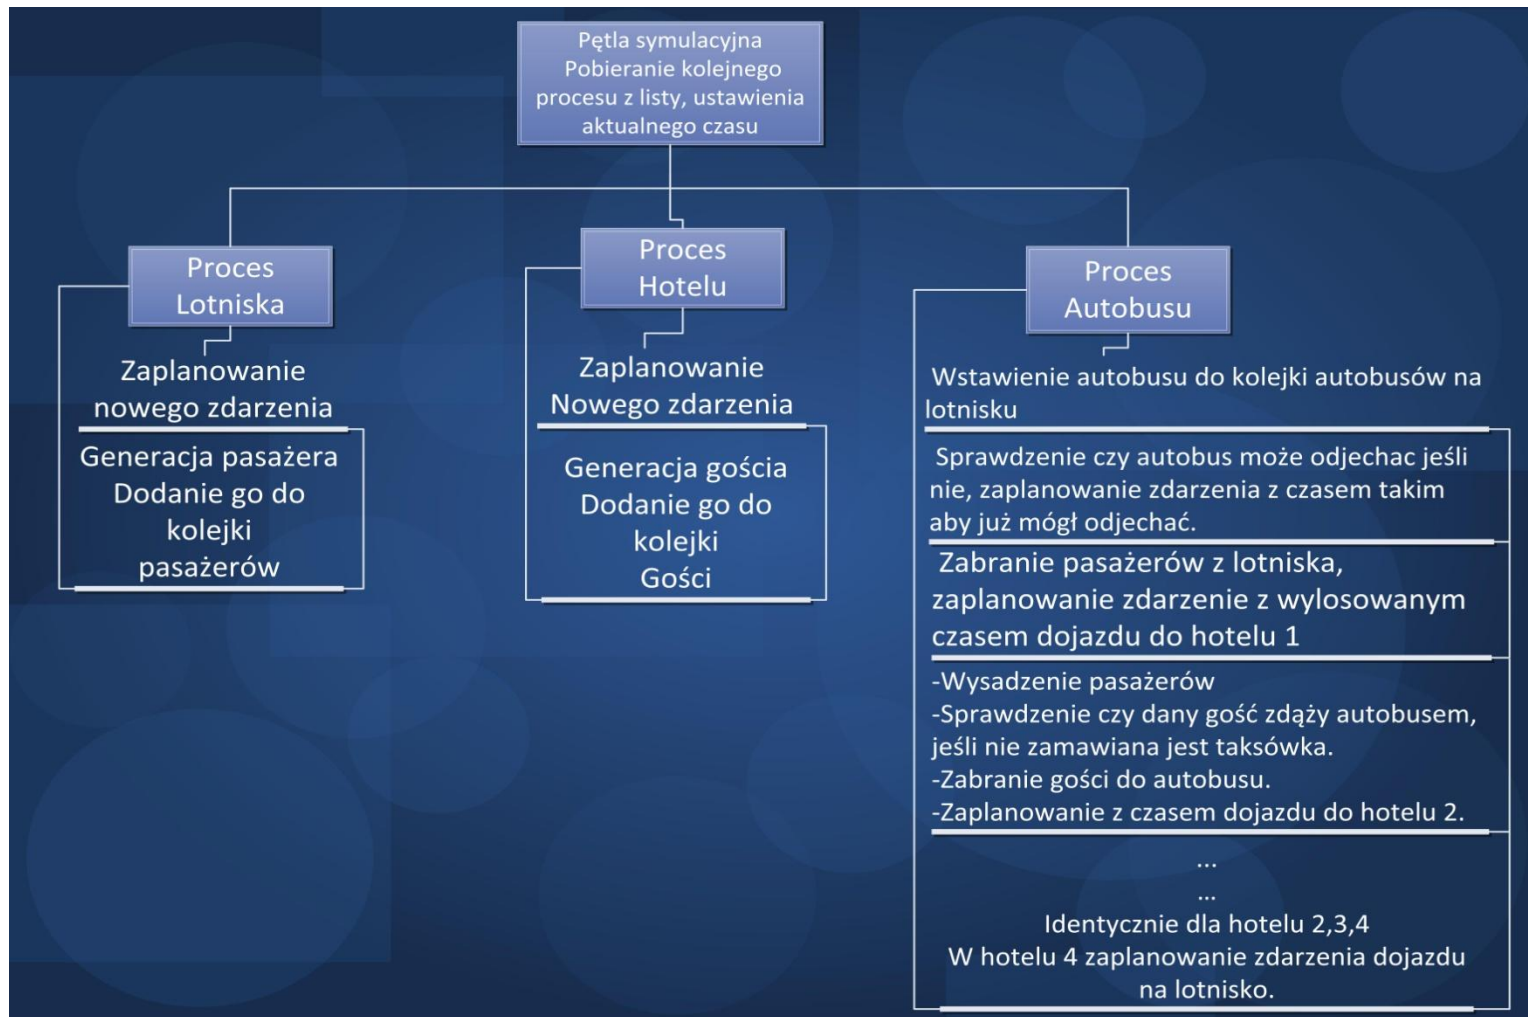 Pętla symulacyjna
Pobieranie kolejnego
procesu z listy, ustawienia
aktualnego czasu
Proces
Lotniska
Zaplanowanie
nowego zdarzenia
Generacja pasażera
Dodanie go do
kolejki
pasażerów
Proces
Hotelu
Zaplanowanie
Nowego zdarzenia
Generacja gościa
Dodanie go do
kolejki
Gości
Proces
Autobusu
Wstawienie autobusu do kolejki autobusów na
lotnisku
Sprawdzenie czy autobus może odjechac jeśli
nie, zaplanowanie zdarzenia z czasem takim
aby już mógł odjechać.
Zabranie pasażerów z lotniska,
zaplanowanie zdarzenie z wylosowanym
czasem dojazdu do hotelu 1
-Wysadzenie pasażerów
-Sprawdzenie czy dany gość zdąży autobusem,
jeśli nie zamawiana jest taksówka.
-Zabranie gości do autobusu.
-Zaplanowanie z czasem dojazdu do hotelu 2.
...
...
Identycznie dla hotelu 2,3,4
W hotelu 4 zaplanowanie zdarzenia dojazdu
na lotnisko.